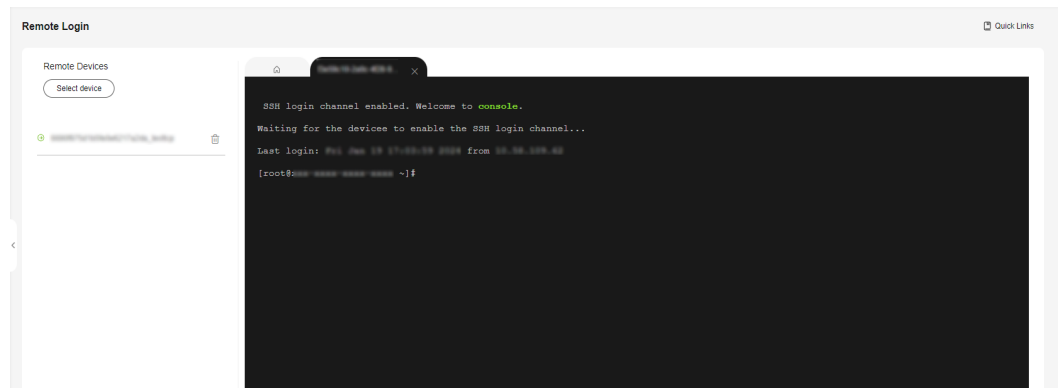 Remote Login
Quick Links
Remote Devices
Select device
SSH login channel enabled. Welcome to console.
Waiting for the devicee to enable the SSH login channel...
Last login: from
[root@ ~]#